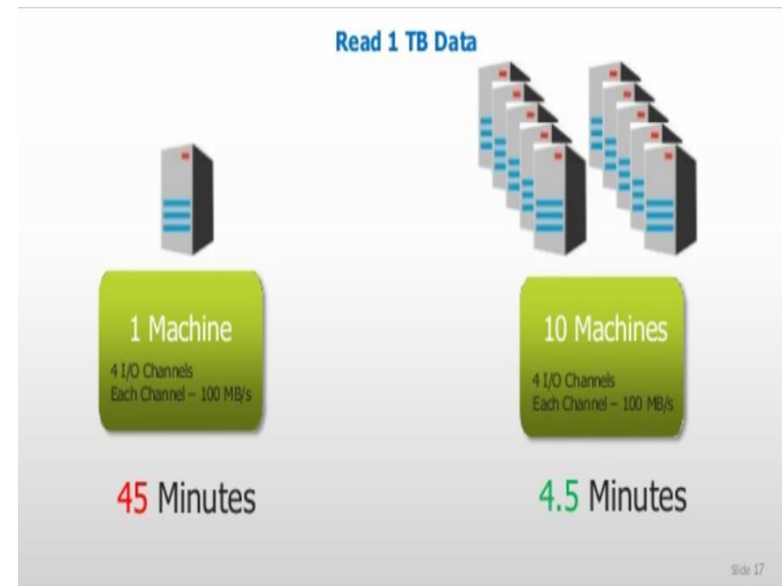 Read 1 TB Data
1 Machine
4 I/O Channels
Each Channel – 100 MB/s
45 Minutes
10 Machines
4 I/O Channels
Each Channel – 100 MB/s
4.5 Minutes
Slide 17